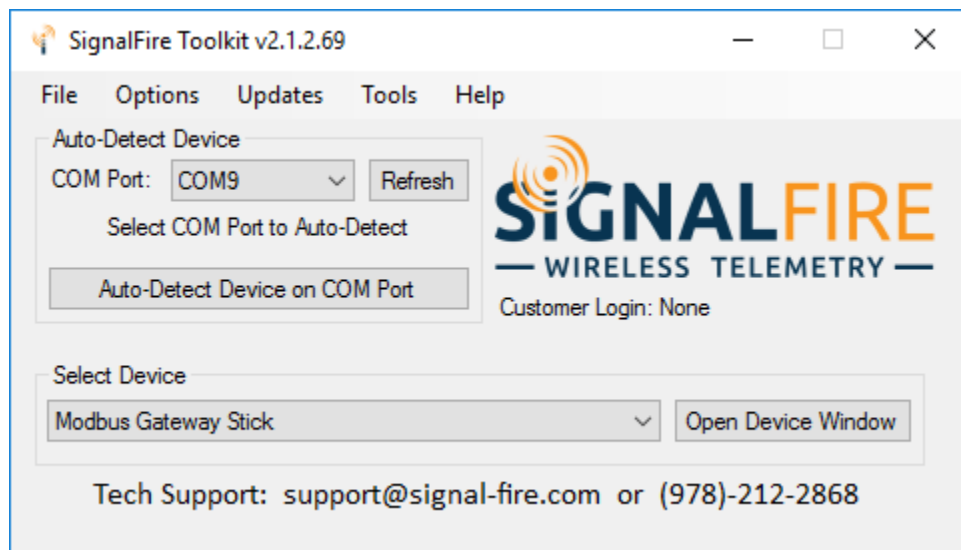 SignalFire Toolkit v2.1.2.69
File Options Updates Tools Help
Auto-Detect Device
COM Port: COM9 Refresh
Select COM Port to Auto-Detect
Auto-Detect Device on COM Port
SIGNALFIRE
WIRELESS TELEMETRY
Customer Login: None
Select Device
Modbus Gateway Stick Open Device Window
Tech Support: support@signal-fire.com or (978)-212-2868